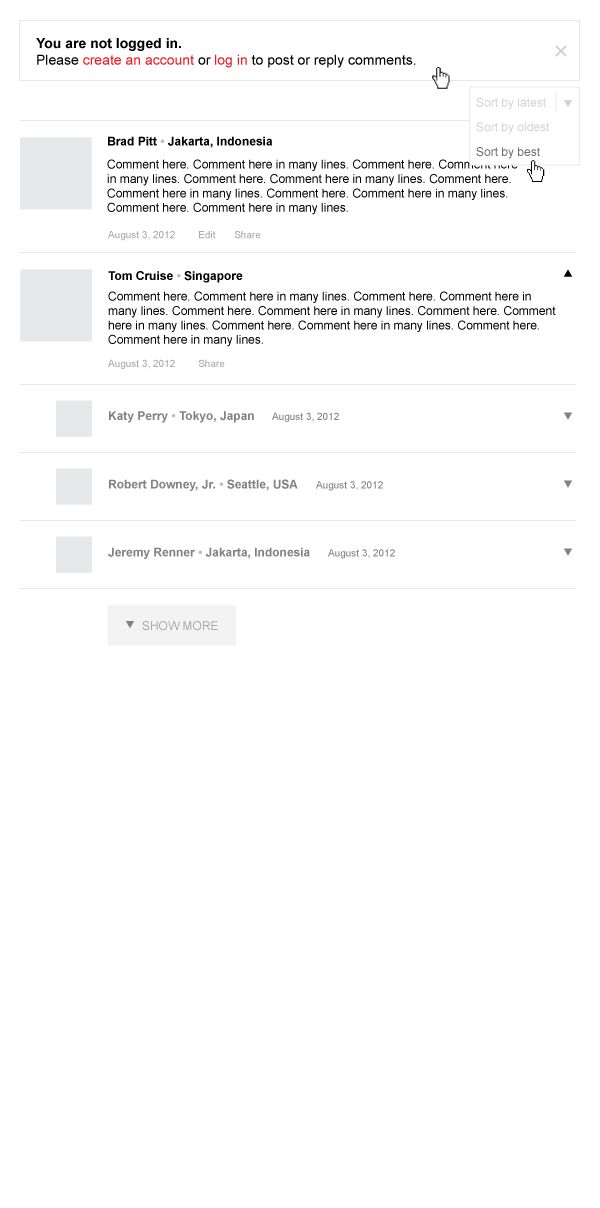 You are not logged in.
Please create an account or log in to post or reply comments.
Sort by latest
Sort by oldest
Sort by best
Brad Pitt • Jakarta, Indonesia
Comment here. Comment here in many lines. Comment here. Comment here
in many lines. Comment here. Comment here in many lines. Comment here.
Comment here in many lines. Comment here. Comment here in many lines.
Comment here. Comment here in many lines.
August 3, 2012 Edit Share
Tom Cruise • Singapore
Comment here. Comment here in many lines. Comment here. Comment here in
many lines. Comment here. Comment here in many lines. Comment here. Comment
here in many lines. Comment here. Comment here in many lines. Comment here.
Comment here in many lines.
August 3, 2012 Share
Katy Perry • Tokyo, Japan August 3, 2012
Robert Downey, Jr. • Seattle, USA August 3, 2012
Jeremy Renner • Jakarta, Indonesia August 3, 2012
SHOW MORE